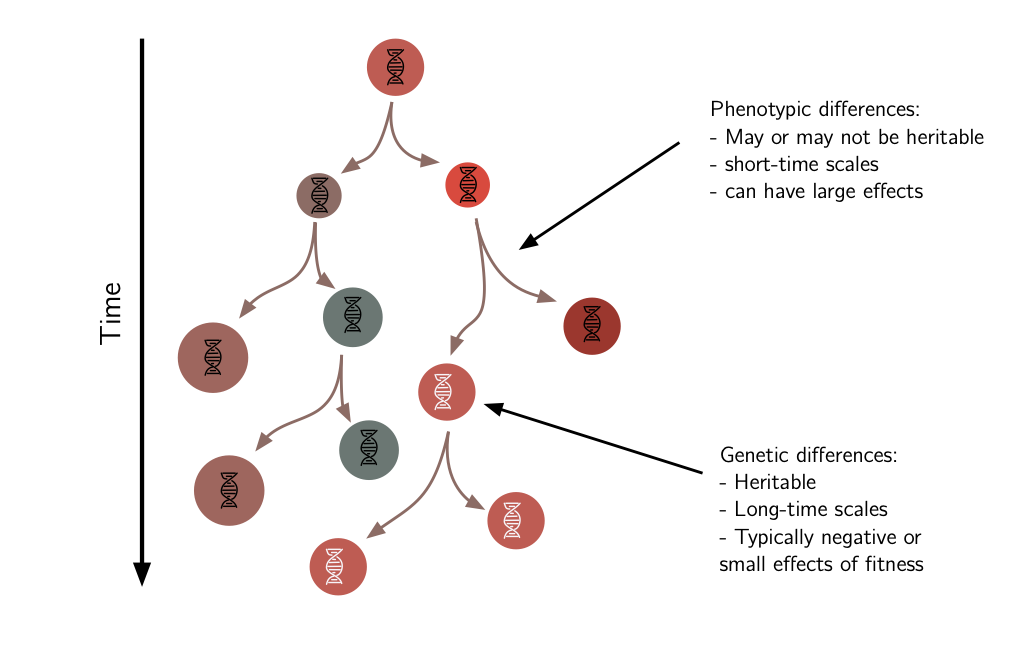 Time
Phenotypic differences:
- May or may not be heritable
- short-time scales
- can have large effects
Genetic differences:
- Heritable
- Long-time scales
- Typically negative or
small effects of fitness